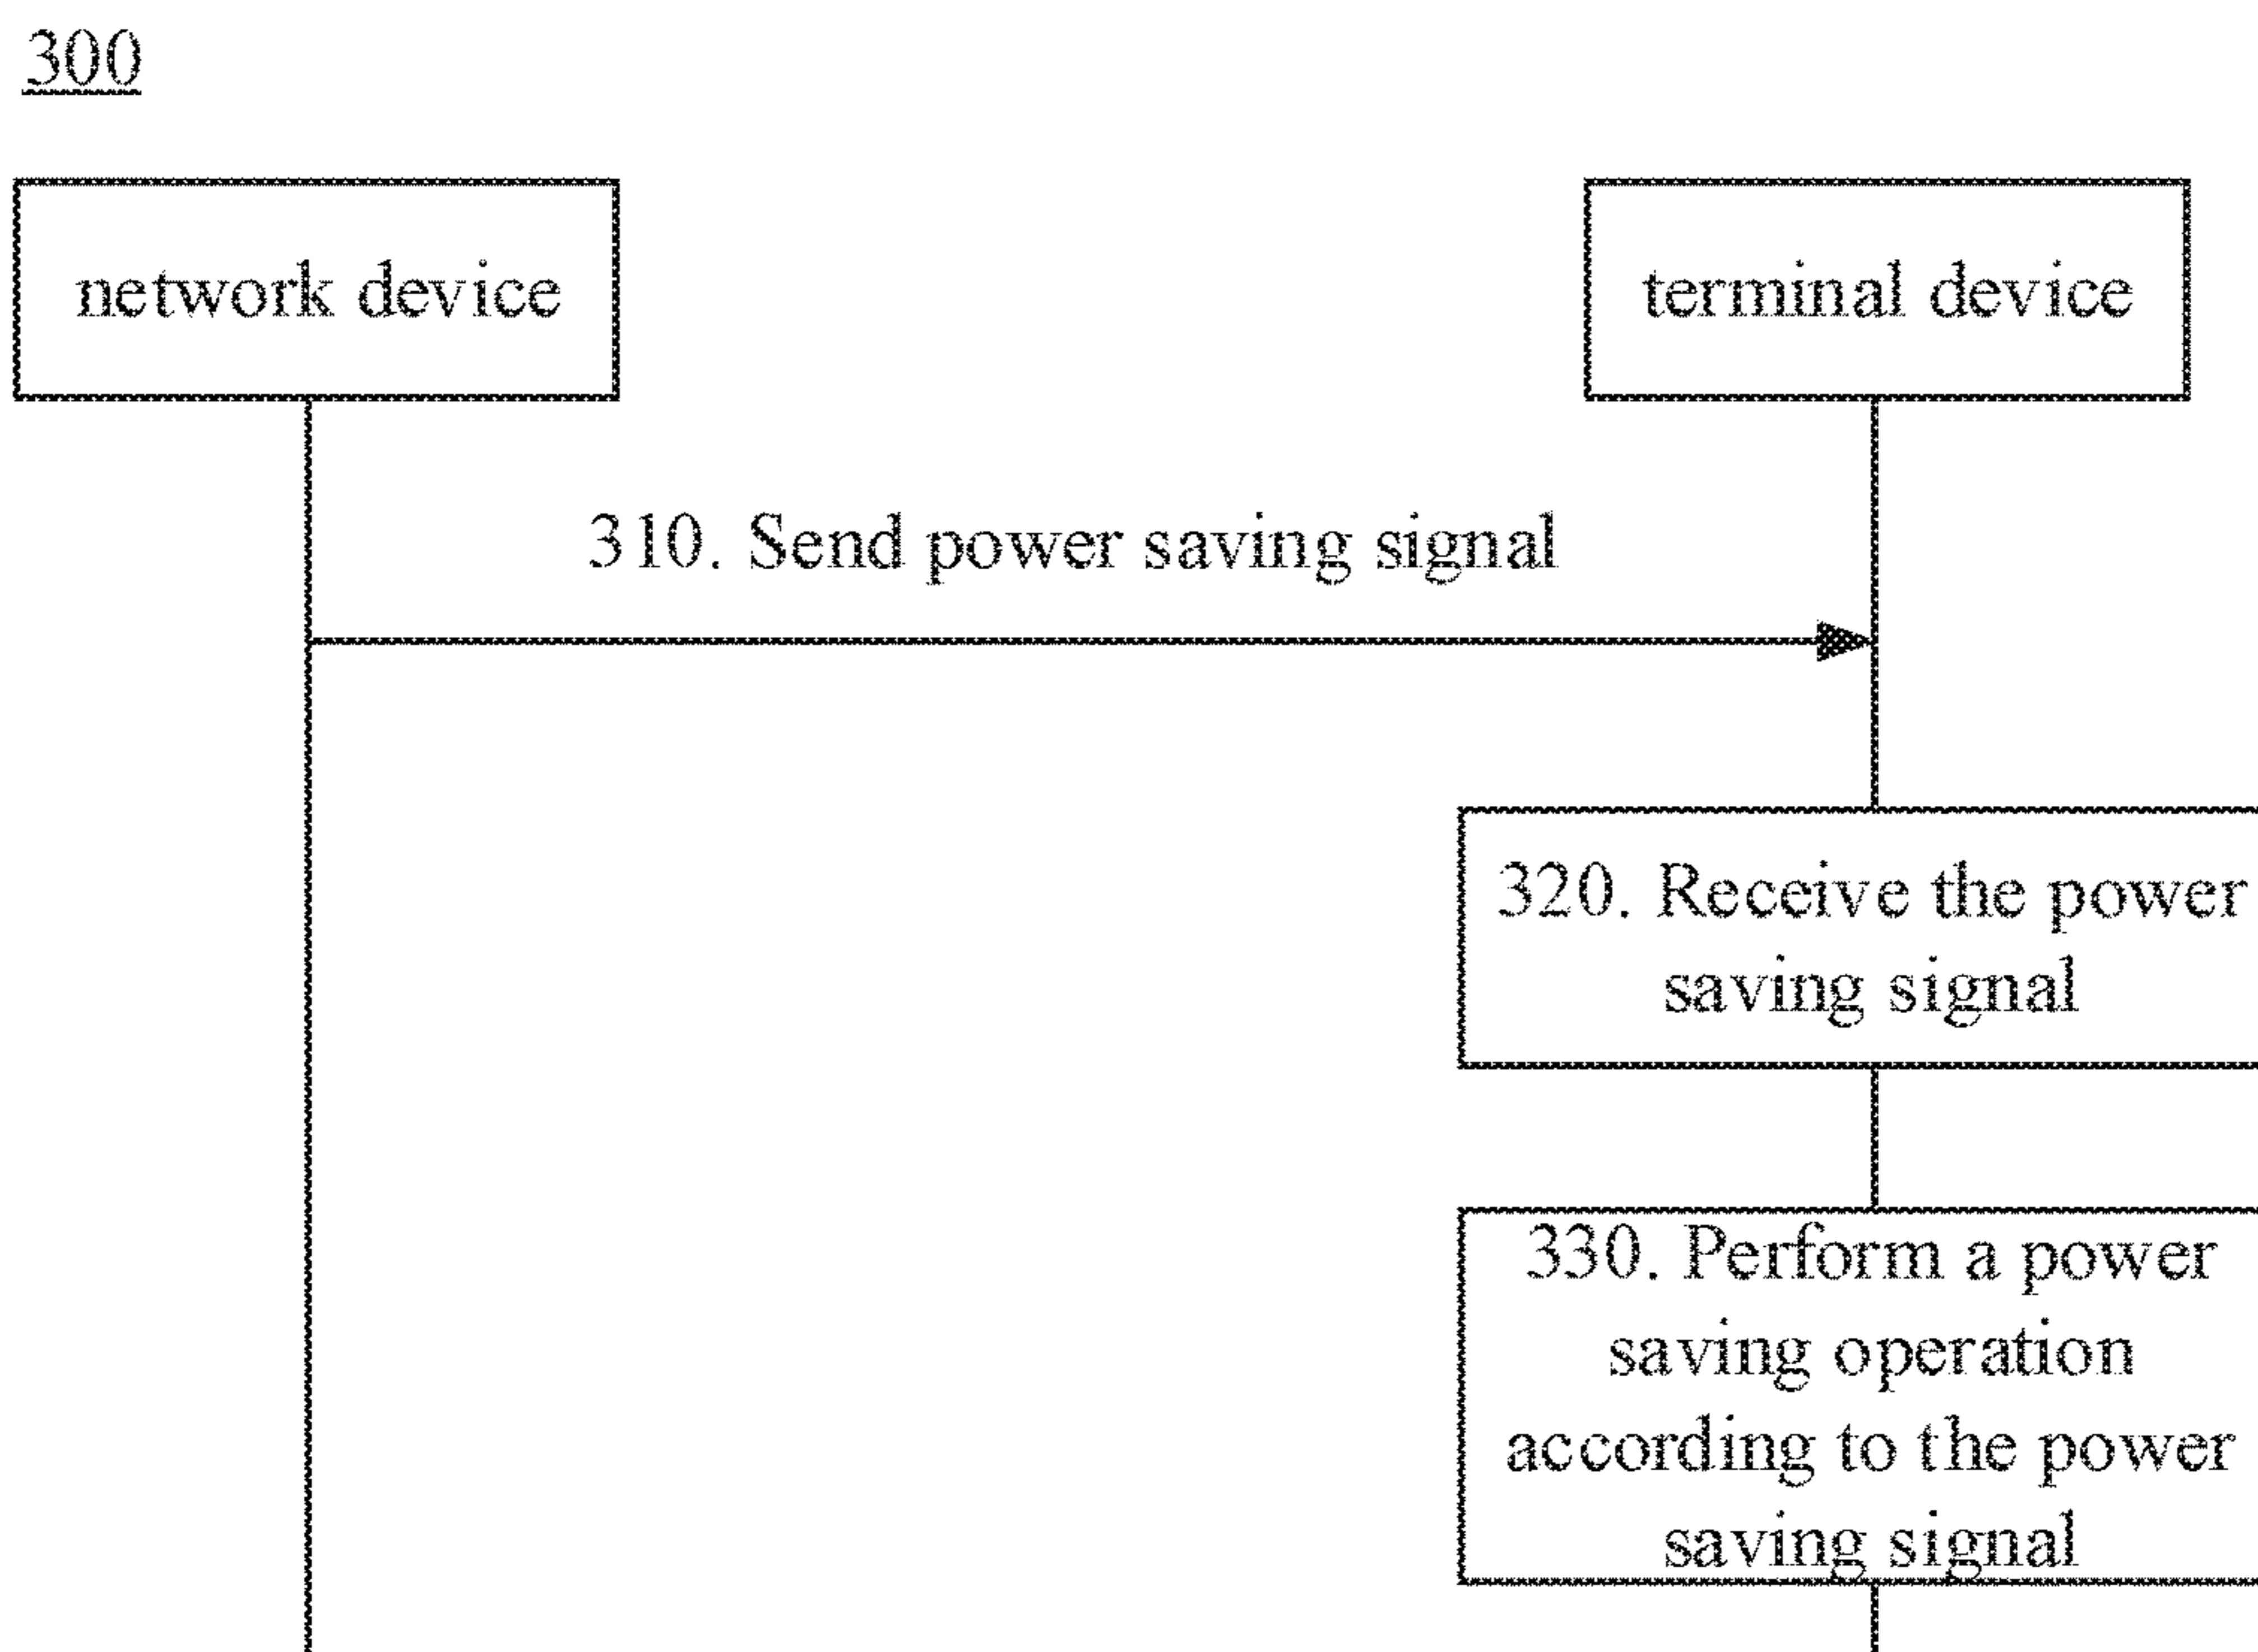 300
network device
terminal device
310. Send power saving signal
320. Receive the power
saving signal
330. Perform a power
saving operation
according to the power
saving signal